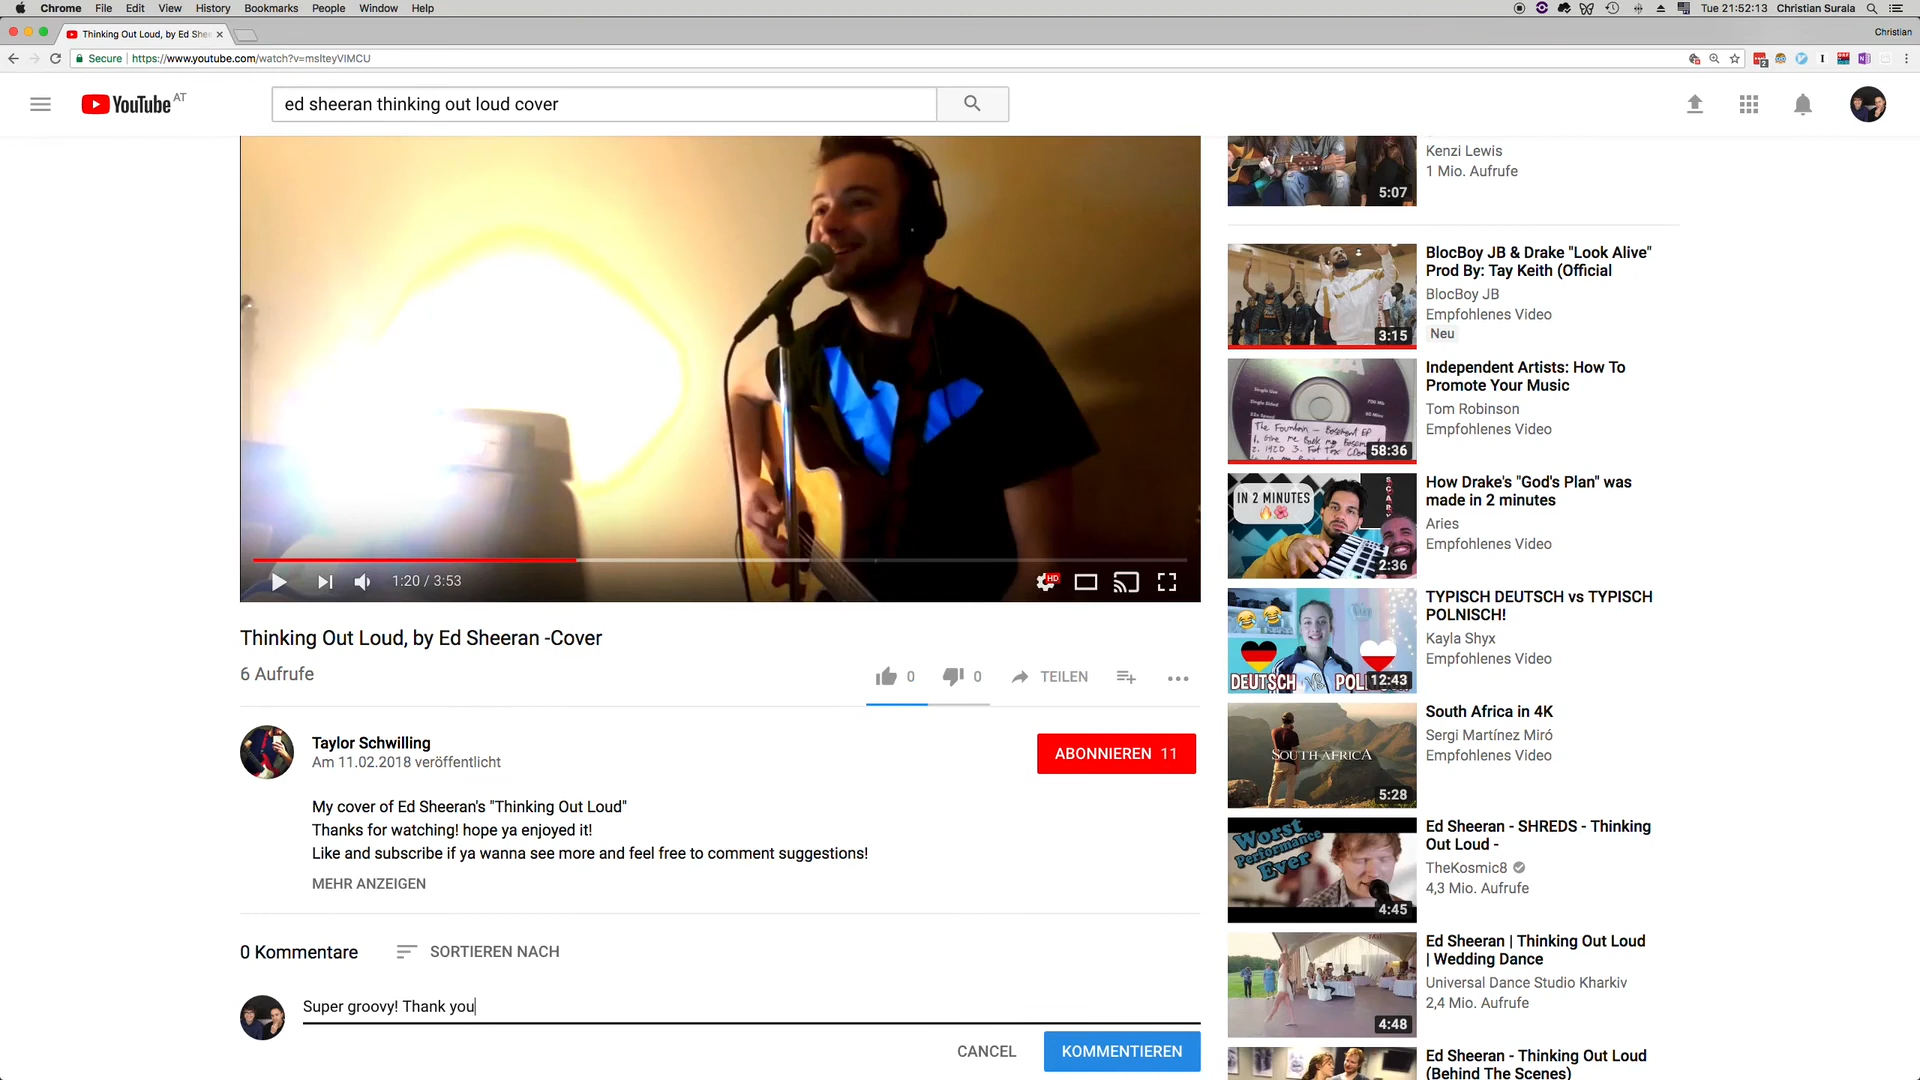 Chrome File Edit View History Bookmarks People Window Help
Tue 21:52:13 Christian Surala
Thinking Out Loud, by Ed Shee
Christian
Secure https://www.youtube.com/watch?v=mslteyVIMCU
YouTube AT
ed sheeran thinking out loud cover
1:20 / 3:53
HD
Thinking Out Loud, by Ed Sheeran -Cover
6 Aufrufe
0
0
TEILEN
Taylor Schwilling
Am 11.02.2018 veröffentlicht
ABONNIEREN 11
My cover of Ed Sheeran's "Thinking Out Loud"
Thanks for watching! hope ya enjoyed it!
Like and subscribe if ya wanna see more and feel free to comment suggestions!
MEHR ANZEIGEN
0 Kommentare
SORTIEREN NACH
Super groovy! Thank you
CANCEL
KOMMENTIEREN
Kenzi Lewis
1 Mio. Aufrufe
5:07
BlocBoy JB & Drake "Look Alive"
Prod By: Tay Keith (Official
BlocBoy JB
Empfohlenes Video
Neu
3:15
Independent Artists: How To
Promote Your Music
Tom Robinson
Empfohlenes Video
58:36
How Drake's "God's Plan" was
made in 2 minutes
Aries
Empfohlenes Video
IN 2 MINUTES
2:36
TYPISCH DEUTSCH vs TYPISCH
POLNISCH!
Kayla Shyx
Empfohlenes Video
DEUTSCH VS
12:43
South Africa in 4K
Sergi Martínez Miró
Empfohlenes Video
SOUTH AFRICA
5:28
Ed Sheeran - SHREDS - Thinking
Out Loud -
TheKosmic8
4,3 Mio. Aufrufe
Worst
Performance
Ever
4:45
Ed Sheeran | Thinking Out Loud
| Wedding Dance
Universal Dance Studio Kharkiv
2,4 Mio. Aufrufe
4:48
Ed Sheeran - Thinking Out Loud
(Behind The Scenes)